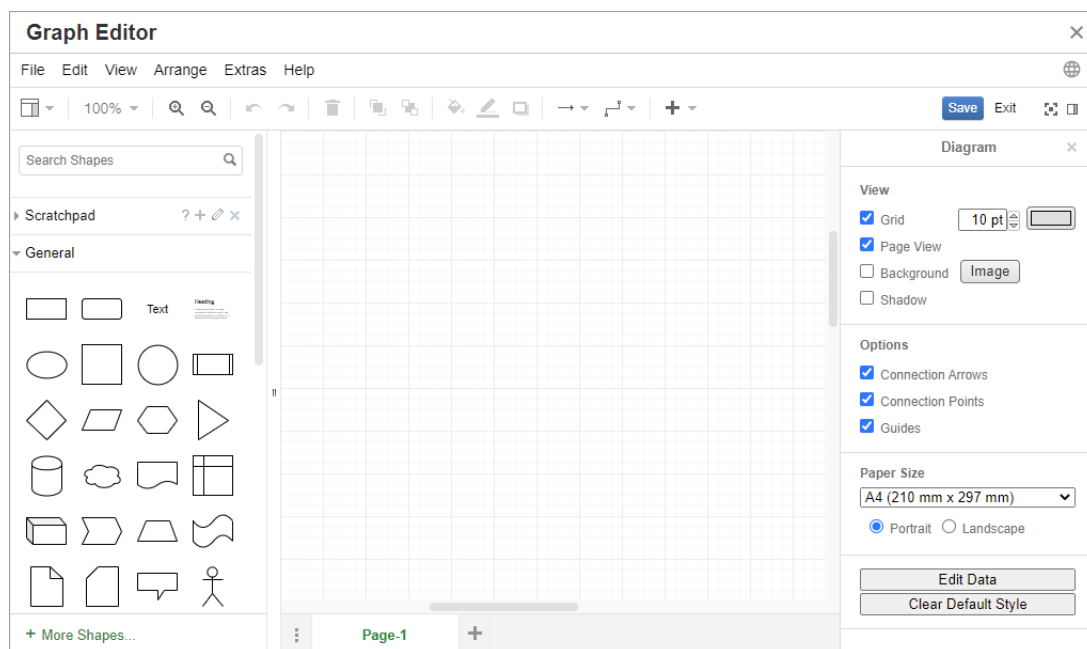 Graph Editor
File Edit View Arrange Extras Help
100%
Save Exit
Search Shapes
Scratchpad
?
General
Text
Heading
+ More Shapes...
Page-1
Diagram
View
Grid 10 pt
Page View
Background Image
Shadow
Options
Connection Arrows
Connection Points
Guides
Paper Size
A4 (210 mm x 297 mm)
Portrait Landscape
Edit Data
Clear Default Style